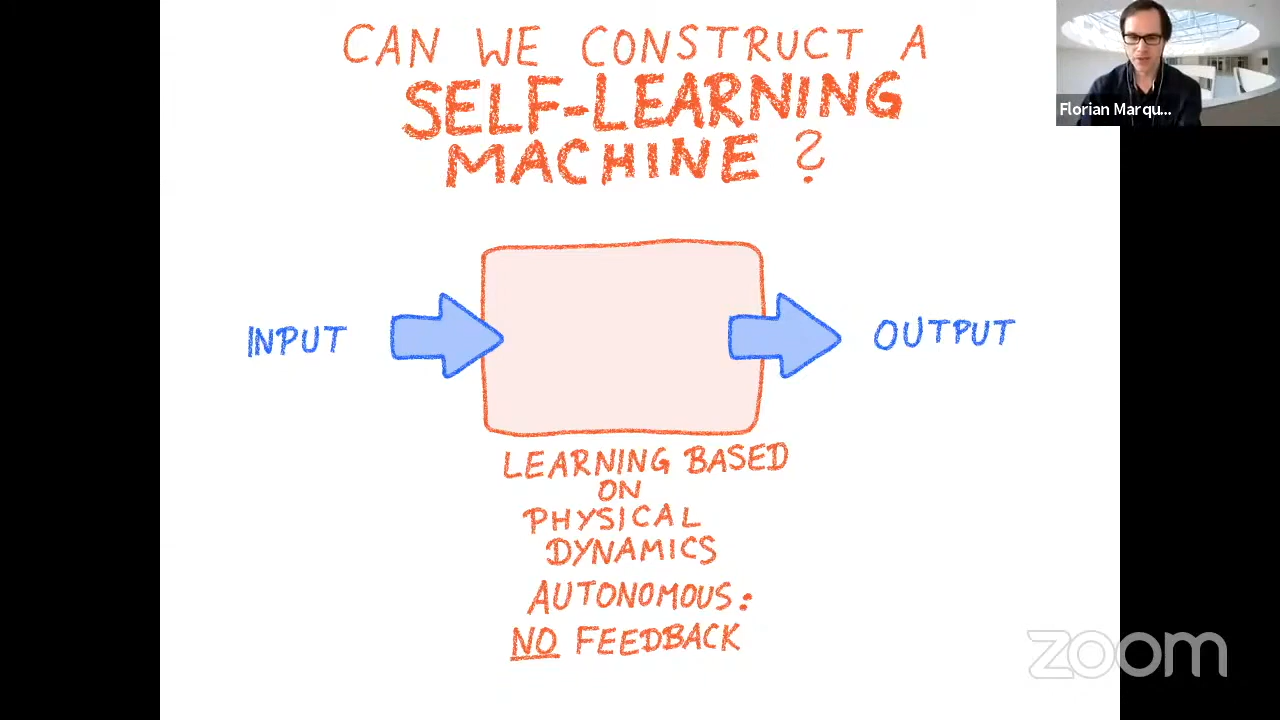 CAN WE CONSTRUCT A
SELF-LEARNING
MACHINE ?
Florian Marqu...
INPUT
OUTPUT
LEARNING BASED
ON
PHYSICAL
DYNAMICS
AUTONOMOUS:
NO FEEDBACK
zoom